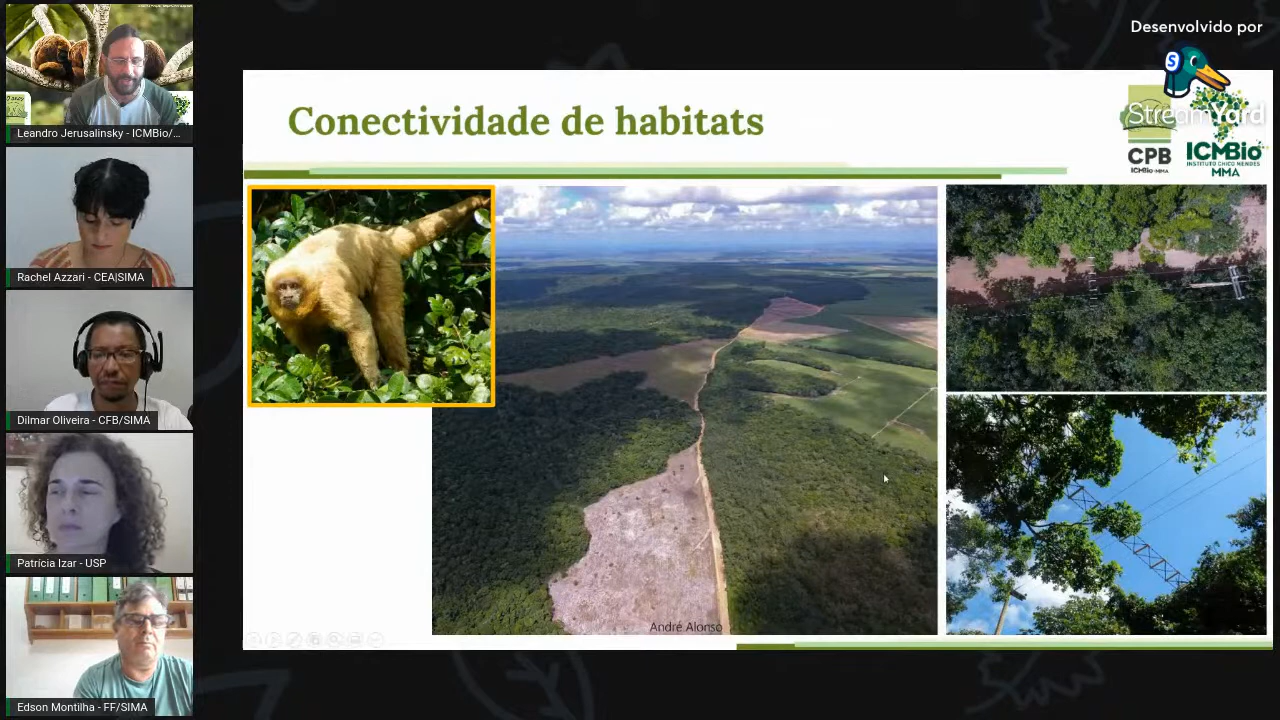 Desenvolvido por
StreamYard
Conectividade de habitats
CPB
ICMBio-MMA
ICMBio
INSTITUTO CHICO MENDES
MMA
André Alonso
Leandro Jerusalinsky - ICMBio/...
Rachel Azzari - CEA|SIMA
Dilmar Oliveira - CFB/SIMA
Patrícia Izar - USP
Edson Montilha - FF/SIMA